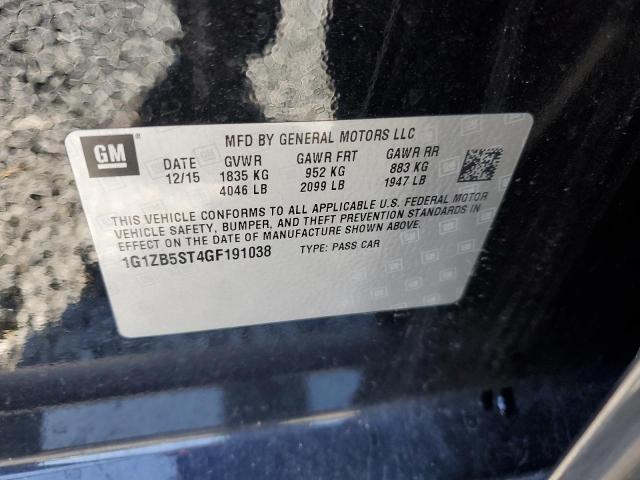 GM
MFD BY GENERAL MOTORS LLC
DATE GVWR GAWR FRT GAWR RR
12/15 1835 KG 952 KG 883 KG
4046 LB 2099 LB 1947 LB
THIS VEHICLE CONFORMS TO ALL APPLICABLE U.S. FEDERAL MOTOR
VEHICLE SAFETY, BUMPER, AND THEFT PREVENTION STANDARDS IN
EFFECT ON THE DATE OF MANUFACTURE SHOWN ABOVE.
1G1ZB5ST4GF191038 TYPE: PASS CAR